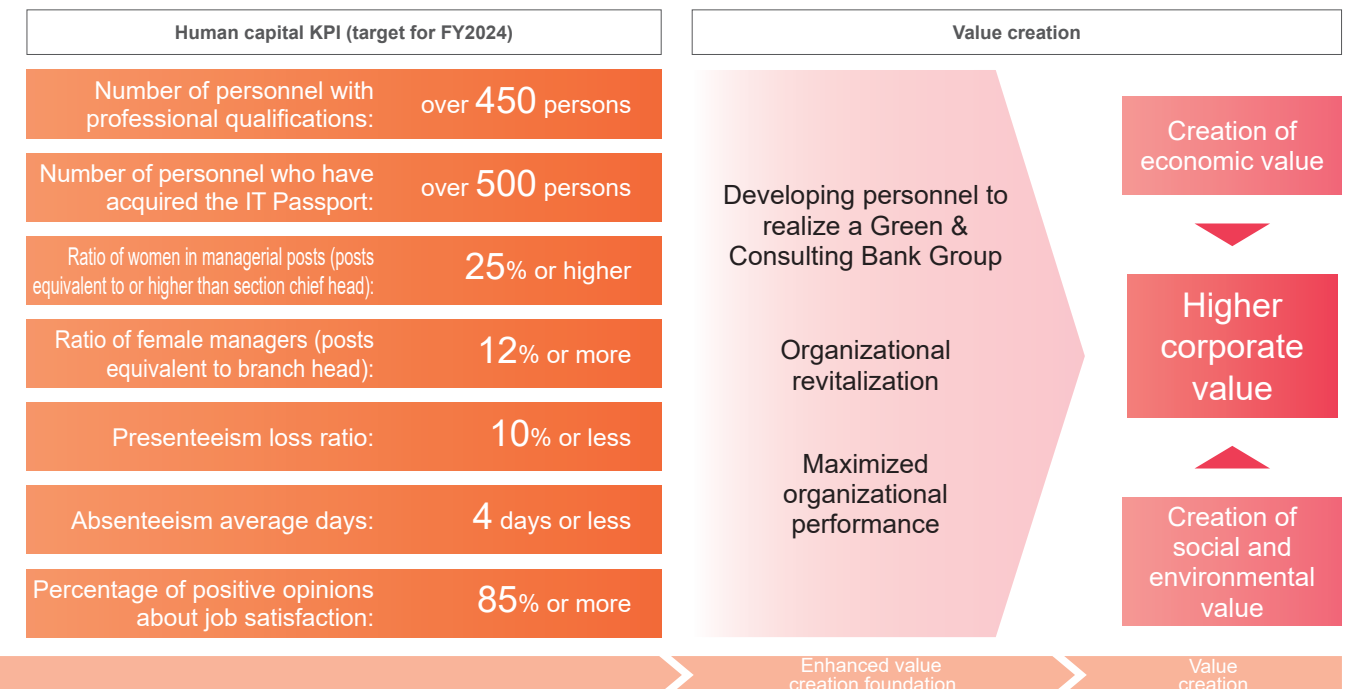 Human capital KPI (target for FY2024)
Number of personnel with
professional qualifications:
over 450 persons
Number of personnel who have
acquired the IT Passport:
over 500 persons
Ratio of women in managerial posts (posts
equivalent to or higher than section chief head):
25% or higher
Ratio of female managers (posts
equivalent to branch head):
12% or more
Presenteeism loss ratio:
10% or less
Absenteeism average days:
4 days or less
Percentage of positive opinions
about job satisfaction:
85% or more
Value creation
Developing personnel to
realize a Green &
Consulting Bank Group
Organizational
revitalization
Maximized
organizational
performance
Creation of
economic value
Higher
corporate
value
Creation of
social and
environmental
value
Enhanced value
creation foundation
Value
creation